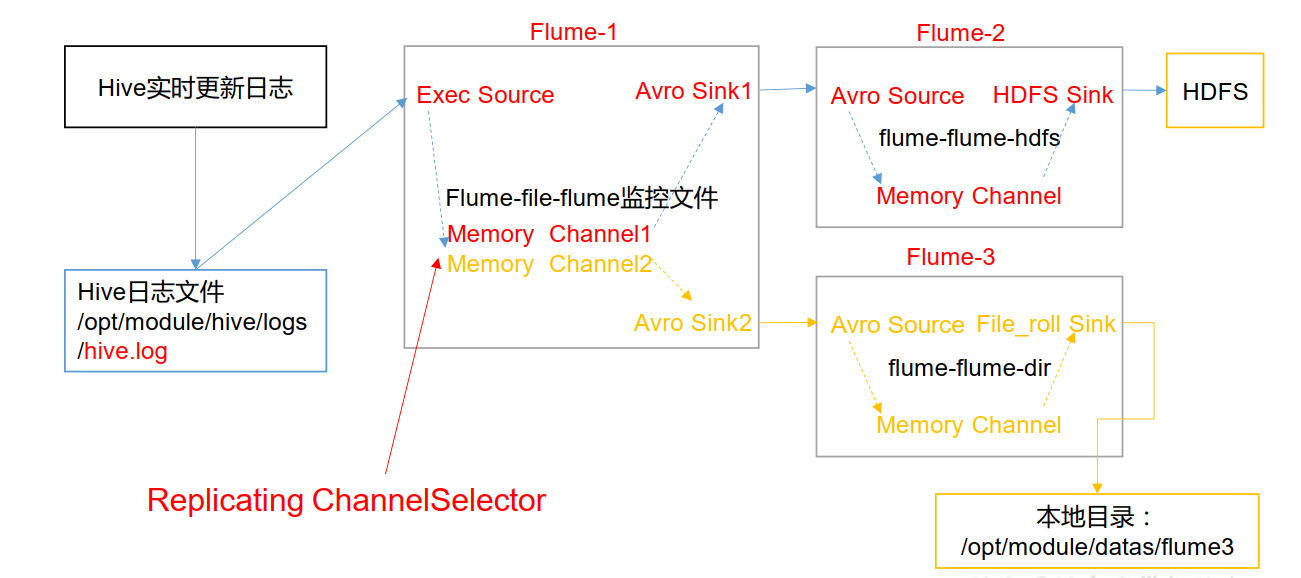 Flume-1
Flume-2
Hive实时更新日志
Exec Source
Avro Sink1
Avro Source
HDFS Sink
HDFS
flume-flume-hdfs
Flume-file-flume监控文件
Memory Channel
Memory Channel1
Memory Channel2
Flume-3
Hive日志文件
/opt/module/hive/logs
/hive.log
Avro Sink2
Avro Source
File_roll Sink
flume-flume-dir
Memory Channel
Replicating ChannelSelector
本地目录：
/opt/module/datas/flume3